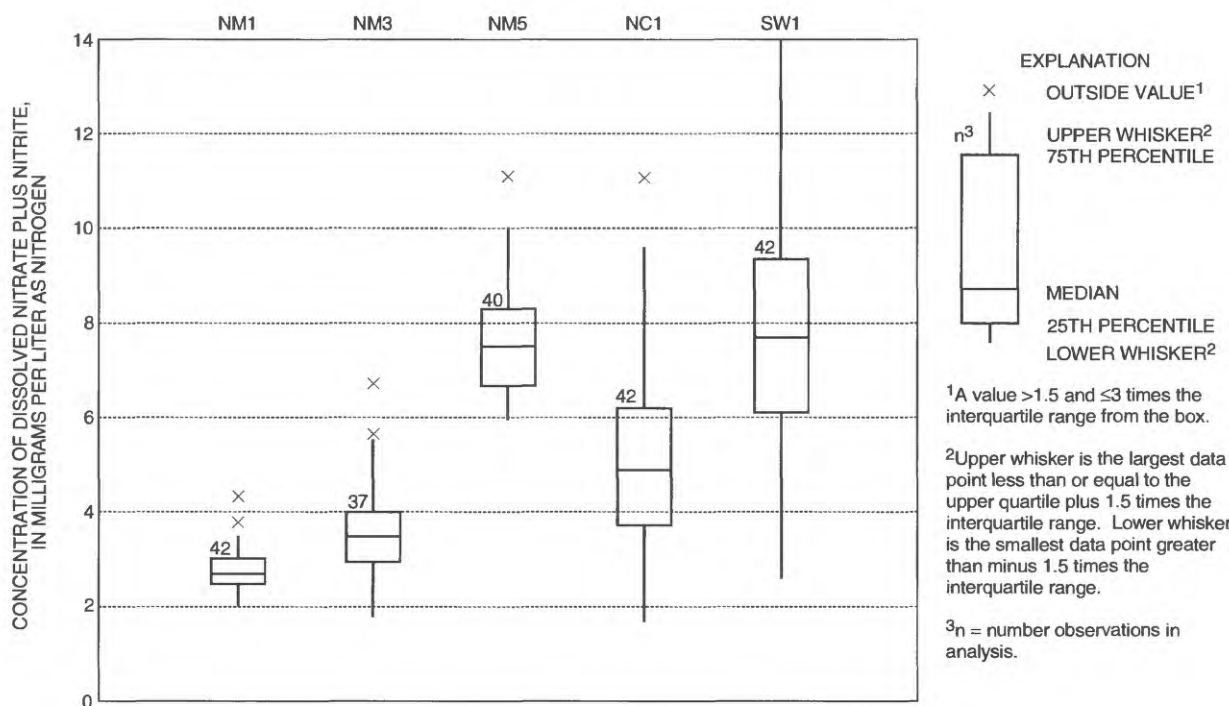 NM1 NM3 NM5 NC1 SW1
CONCENTRATION OF DISSOLVED NITRATE PLUS NITRITE,
IN MILLIGRAMS PER LITER AS NITROGEN
14
12
10
8
6
4
2
0
42
37
40
42
42
EXPLANATION
× OUTSIDE VALUE¹
n³
UPPER WHISKER²
75TH PERCENTILE
MEDIAN
25TH PERCENTILE
LOWER WHISKER²
¹A value >1.5 and ≤3 times the
interquartile range from the box.
²Upper whisker is the largest data
point less than or equal to the
upper quartile plus 1.5 times the
interquartile range. Lower whisker
is the smallest data point greater
than minus 1.5 times the
interquartile range.
³n = number observations in
analysis.